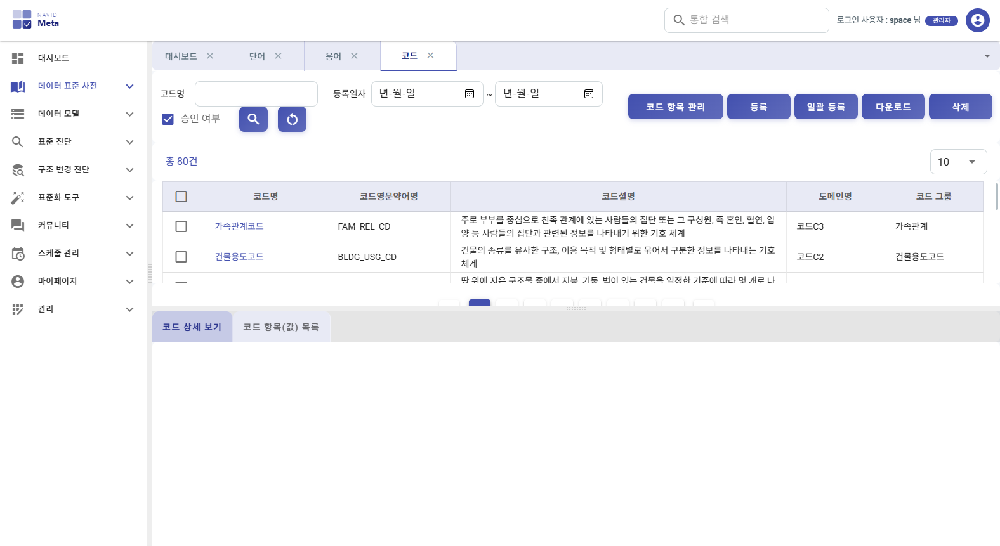 NAVID
Meta
통합 검색
로그인 사용자 : space 님
관리자
대시보드
데이터 표준 사전
데이터 모델
표준 진단
구조 변경 진단
표준화 도구
커뮤니티
스케줄 관리
마이페이지
관리
대시보드
단어
용어
코드
코드명
등록일자
년-월-일
~
년-월-일
승인 여부
코드 항목 관리
등록
일괄 등록
다운로드
삭제
총 80건
10
코드명
코드영문약어명
코드설명
도메인명
코드 그룹
가족관계코드
FAM_REL_CD
주로 부부를 중심으로 친족 관계에 있는 사람들의 집단 또는 그 구성원, 즉 혼인, 혈연, 입
양 등 사람들의 집단과 관련된 정보를 나타내기 위한 기호 체계
코드C3
가족관계
건물용도코드
BLDG_USG_CD
건물의 종류를 유사한 구조, 이용 목적 및 형태별로 묶어서 구분한 정보를 나타내는 기호
체계
코드C2
건물용도코드
땅 위에 지은 구조물 중에서 지붕, 기둥, 벽이 있는 건물을 일정한 기준에 따라 몇 개로 나
코드 상세 보기
코드 항목(값) 목록